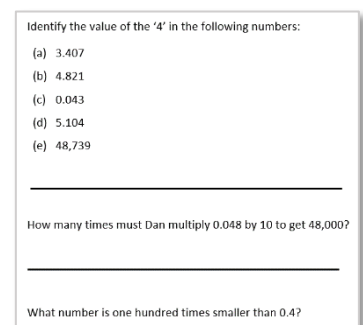 Identify the value of the ‘4’ in the following numbers:
(a) 3.407
(b) 4.821
(c) 0.043
(d) 5.104
(e) 48,739
How many times must Dan multiply 0.048 by 10 to get 48,000?
What number is one hundred times smaller than 0.4?